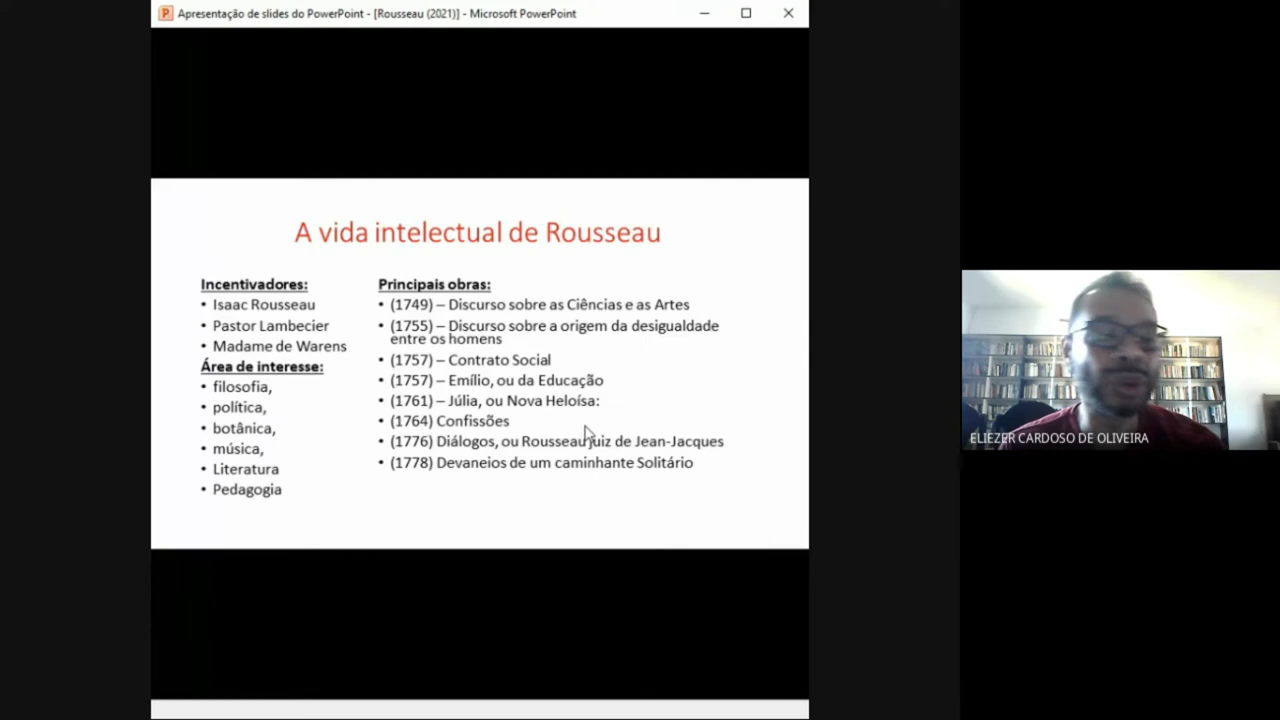 Apresentação de slides do PowerPoint - [Rousseau (2021)] - Microsoft PowerPoint
A vida intelectual de Rousseau
Incentivadores:
• Isaac Rousseau
• Pastor Lambecier
• Madame de Warens
Área de interesse:
• filosofia,
• política,
• botânica,
• música,
• Literatura
• Pedagogia
Principais obras:
• (1749) – Discurso sobre as Ciências e as Artes
• (1755) – Discurso sobre a origem da desigualdade
entre os homens
• (1757) – Contrato Social
• (1757) – Emílio, ou da Educação
• (1761) – Júlia, ou Nova Heloísa:
• (1764) Confissões
• (1776) Diálogos, ou Rousseau juiz de Jean-Jacques
• (1778) Devaneios de um caminhante Solitário
ELIEZER CARDOSO DE OLIVEIRA